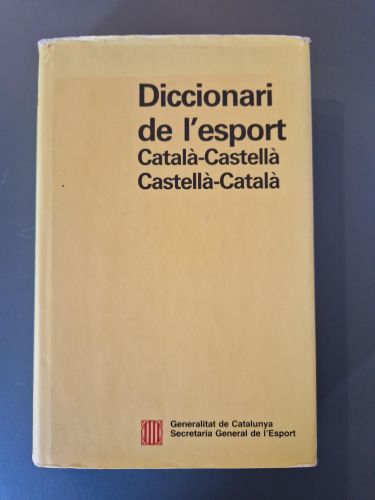 Diccionari
de l'esport
Català-Castellà
Castellà-Català
Generalitat de Catalunya
Secretaria General de l'Esport